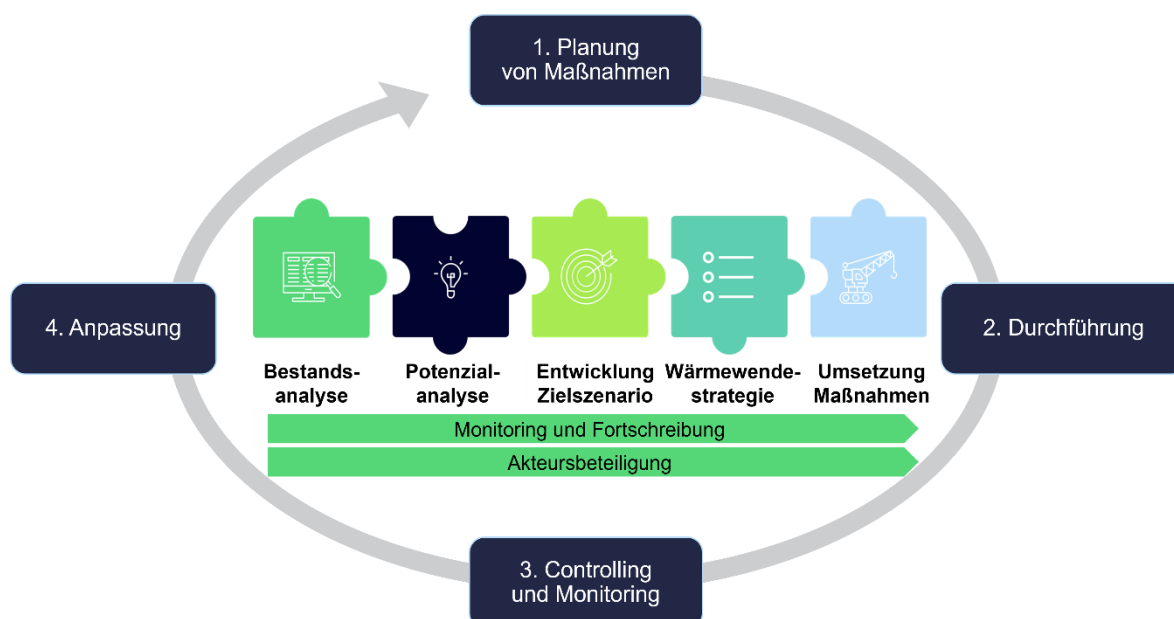 1. Planung
von Maßnahmen
4. Anpassung
2. Durchführung
Bestands-
analyse
Potenzial-
analyse
Entwicklung
Zielszenario
Wärmewende-
strategie
Umsetzung
Maßnahmen
Monitoring und Fortschreibung
Akteursbeteiligung
3. Controlling
und Monitoring